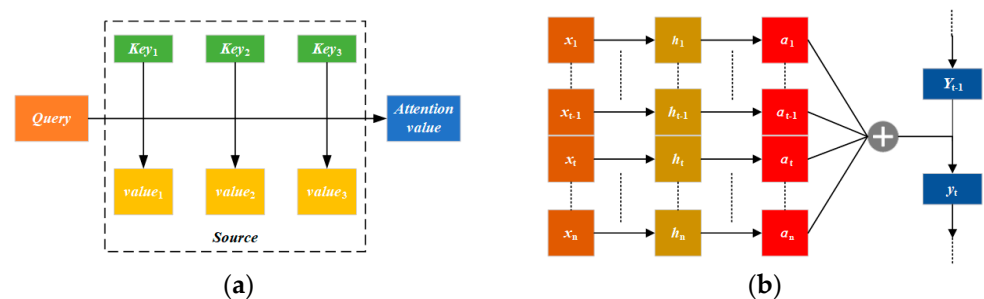 Key1 Key2 Key3
Query
Attention
value
value1 value2 value3
Source
(a)
x1 h1 a1
Yt-1
xt-1 ht-1 at-1
+
xt ht at
yt
xn hn an
(b)